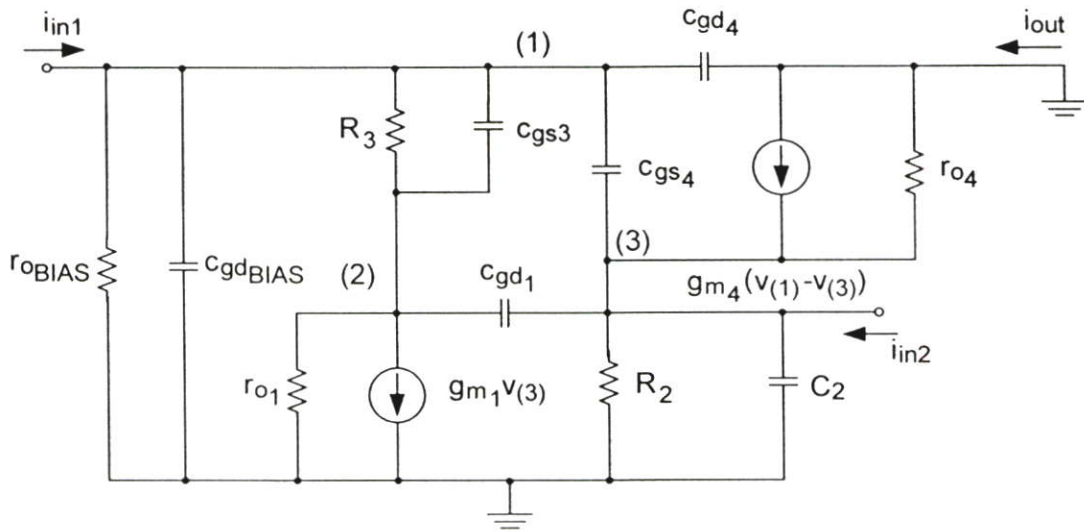 i_in1
(1)
c_gd4
i_out
R_3
c_gs3
c_gs4
r_o4
r_oBIAS
c_gdBIAS
(2)
c_gd1
(3)
g_m4(v_(1)-v_(3))
i_in2
r_o1
g_m1v_(3)
R_2
C_2